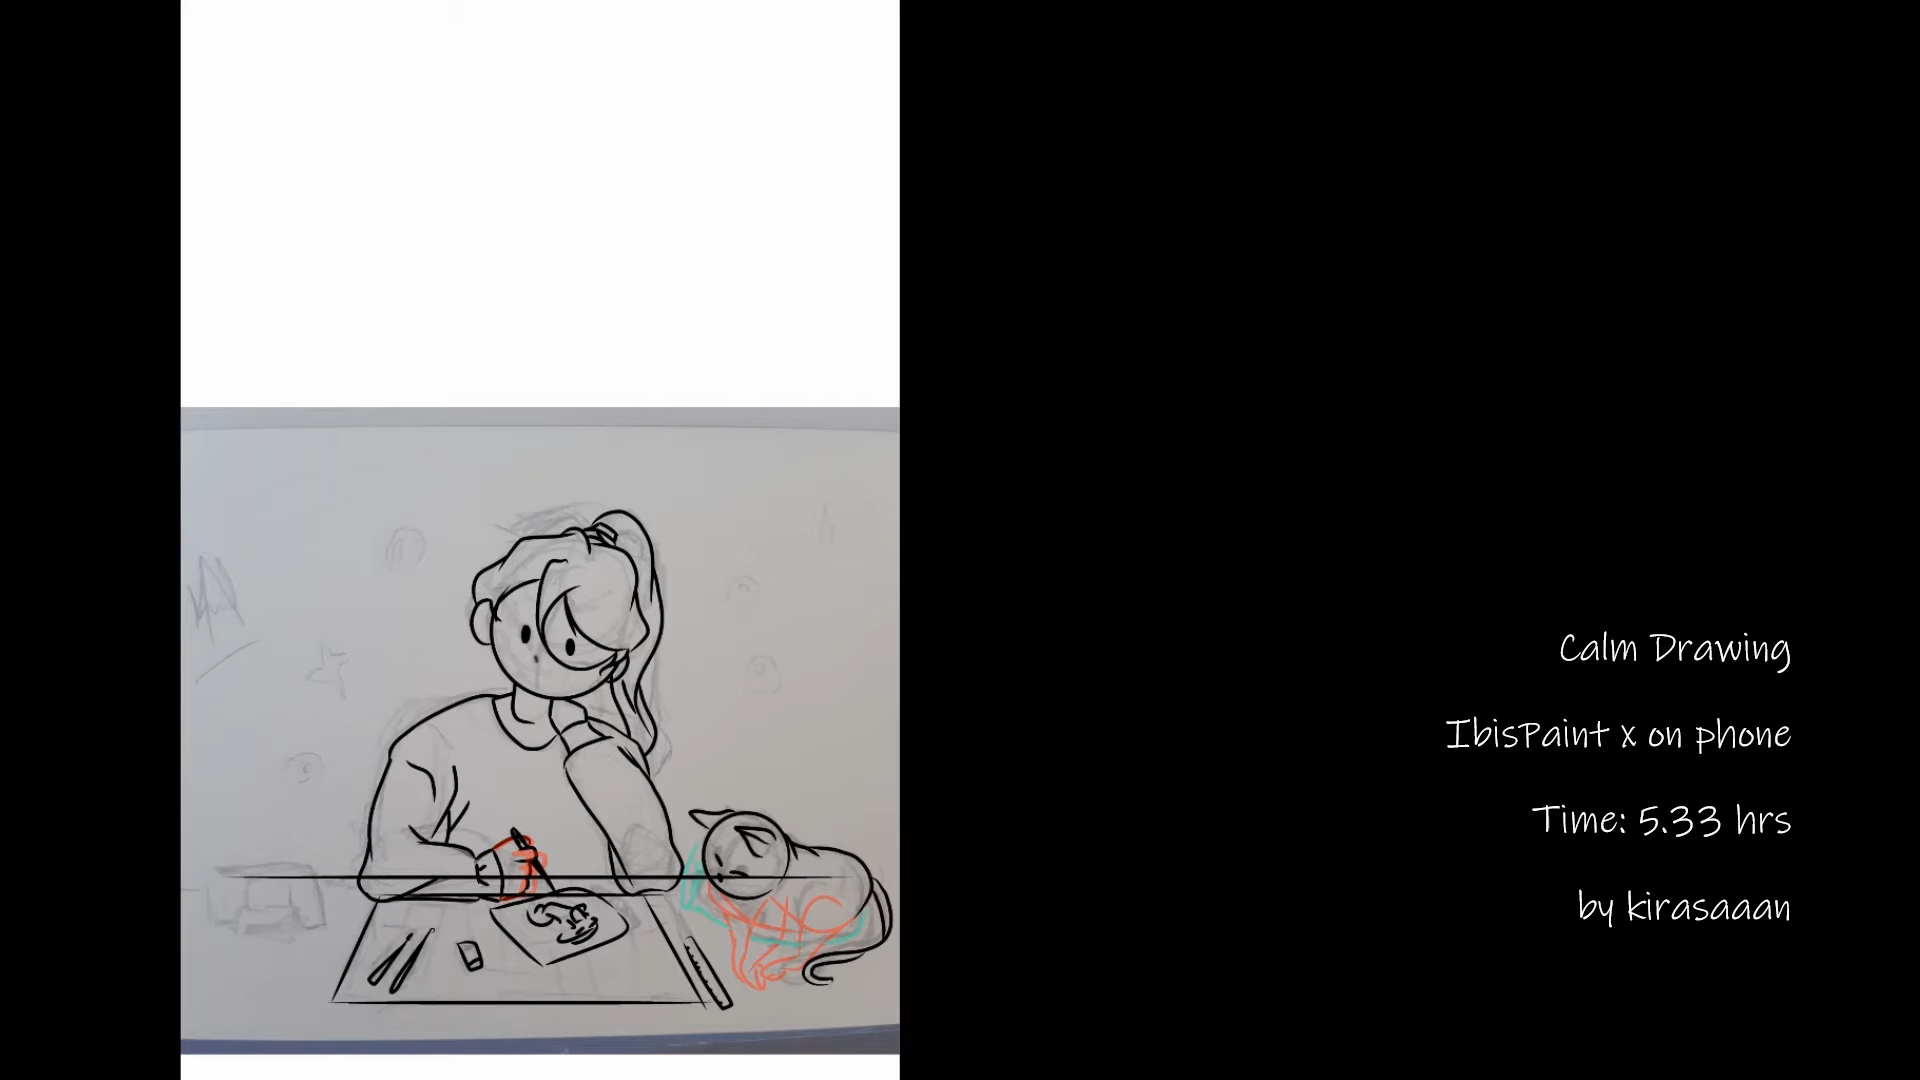 Calm Drawing
IbisPaint x on phone
Time: 5.33 hrs
by kirasaaan